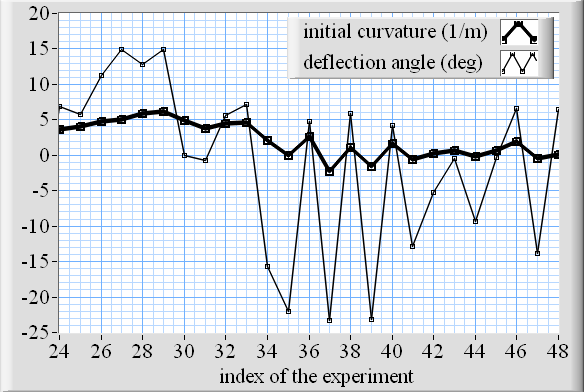 initial curvature (1/m)
deflection angle (deg)
20
15
10
5
0
-5
-10
-15
-20
-25
24 26 28 30 32 34 36 38 40 42 44 46 48
index of the experiment